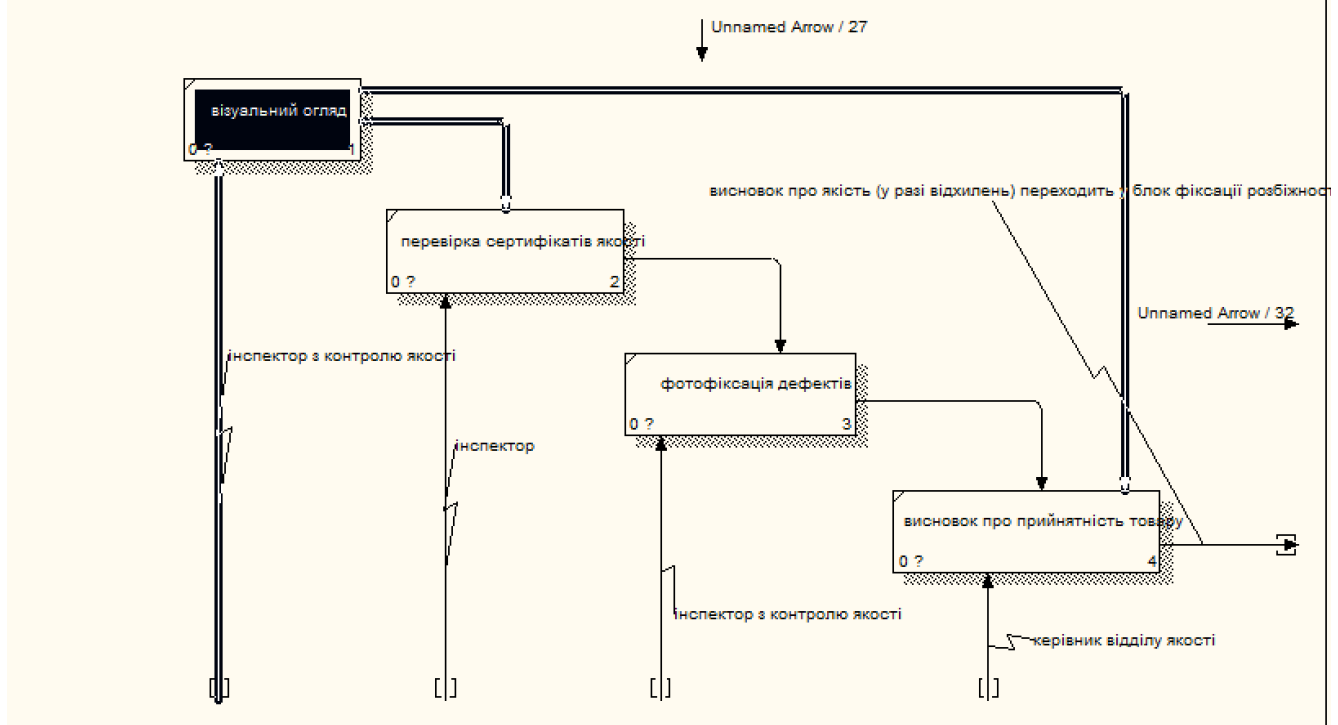 Unnamed Arrow / 27
візуальний огляд
0 ? 1
висновок про якість (у разі відхилень) переходить у блок фіксації розбіжност
перевірка сертифікатів якості
0 ? 2
Unnamed Arrow / 32
інспектор з контролю якості
фотофіксація дефектів
0 ? 3
інспектор
висновок про прийнятність товару
0 ? 4
інспектор з контролю якості
керівник відділу якості